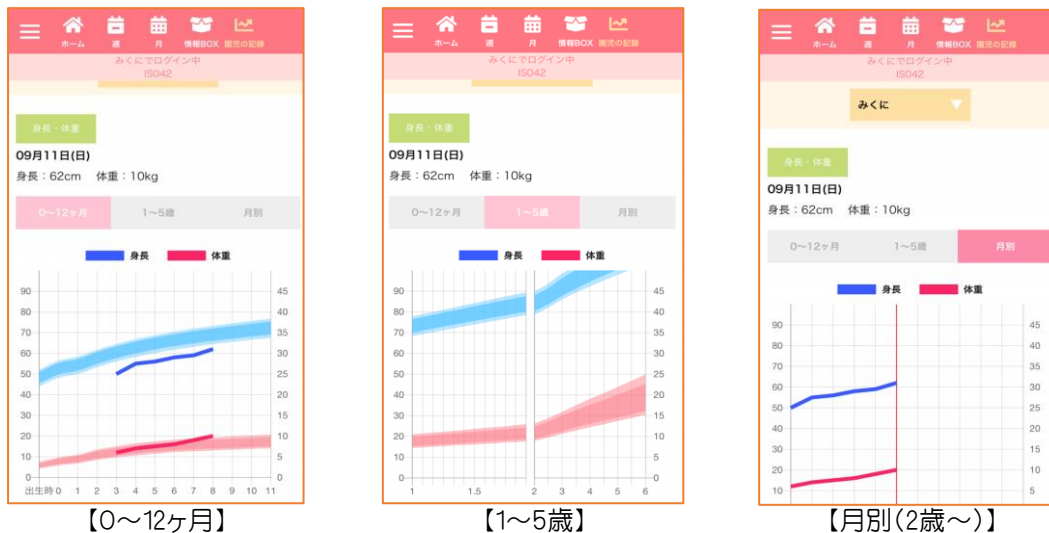 ホーム 週 月 情報BOX 園児の記録
みくにでログイン中
IS042
身長・体重
09月11日(日)
身長：62cm 体重：10kg
0〜12ヶ月 1〜5歳 月別
身長 体重
90 45
80 40
70 35
60 30
50 25
40 20
30 15
20 10
10 5
0 0
出生時 0 1 2 3 4 5 6 7 8 9 10 11
【0〜12ヶ月】
ホーム 週 月 情報BOX 園児の記録
みくにでログイン中
IS042
身長・体重
09月11日(日)
身長：62cm 体重：10kg
0〜12ヶ月 1〜5歳 月別
身長 体重
90 45
80 40
70 35
60 30
50 25
40 20
30 15
20 10
10 5
0 0
1 1.5 2 3 4 5 6
【1〜5歳】
ホーム 週 月 情報BOX 園児の記録
みくにでログイン中
IS042
みくに
身長・体重
09月11日(日)
身長：62cm 体重：10kg
0〜12ヶ月 1〜5歳 月別
身長 体重
90 45
80 40
70 35
60 30
50 25
40 20
30 15
20 10
10 5
【月別(2歳〜)】